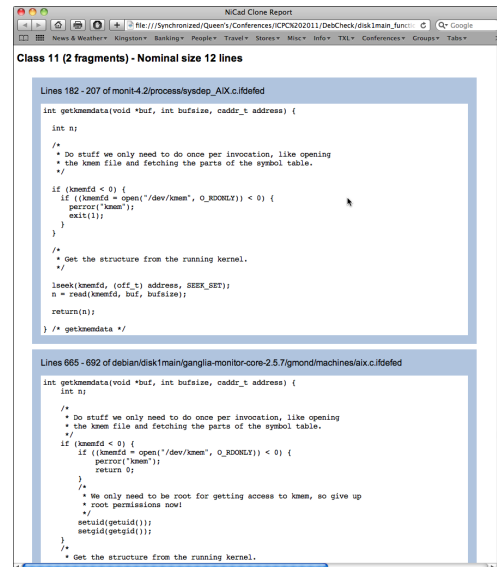 NiCad Clone Report
file:///Synchronized/Queen's/Conferences/ICPC%202011/DebCheck/disk1main_functic
Google
News & Weather Kingston Banking People Travel Stores Misc Info TXL Conferences Groups Tabs
Class 11 (2 fragments) - Nominal size 12 lines
Lines 182 - 207 of monit-4.2/process/sysdep_AIX.c.ifdefed
int getkmemdata(void *buf, int bufsize, caddr_t address) {
int n;
/*
* Do stuff we only need to do once per invocation, like opening
* the kmem file and fetching the parts of the symbol table.
*/
if (kmemfd < 0) {
if ((kmemfd = open("/dev/kmem", O_RDONLY)) < 0) {
perror("kmem");
exit(1);
}
}
/*
* Get the structure from the running kernel.
*/
lseek(kmemfd, (off_t) address, SEEK_SET);
n = read(kmemfd, buf, bufsize);
return(n);
} /* getkmemdata */
Lines 665 - 692 of debian/disk1main/ganglia-monitor-core-2.5.7/gmond/machines/aix.c.ifdefed
int getkmemdata(void *buf, int bufsize, caddr_t address) {
int n;
/*
* Do stuff we only need to do once per invocation, like opening
* the kmem file and fetching the parts of the symbol table.
*/
if (kmemfd < 0) {
if ((kmemfd = open("/dev/kmem", O_RDONLY)) < 0) {
perror("kmem");
return 0;
}
/*
* We only need to be root for getting access to kmem, so give up
* root permissions now!
*/
setuid(getuid());
setgid(getgid());
}
/*
* Get the structure from the running kernel.